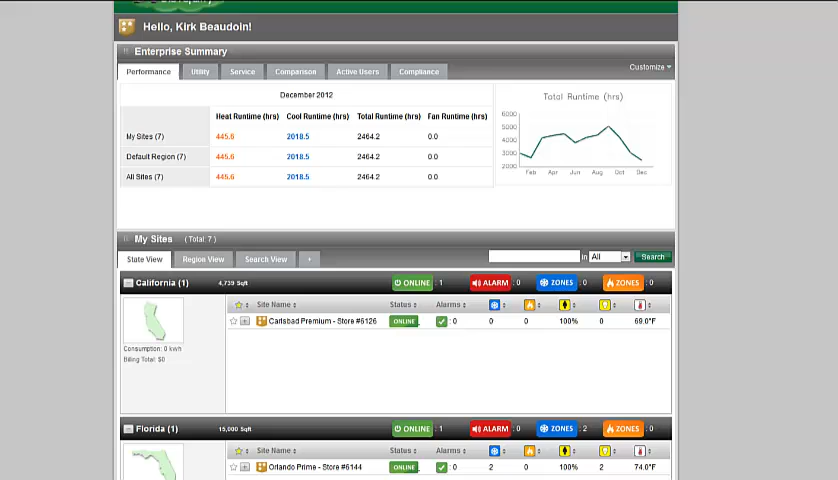 Hello, Kirk Beaudoin!
Enterprise Summary
Performance Utility Service Comparison Active Users Compliance Customize
December 2012
Heat Runtime (hrs) Cool Runtime (hrs) Total Runtime (hrs) Fan Runtime (hrs)
My Sites (7) 445.6 2018.5 2464.2 0.0
Default Region (7) 445.6 2018.5 2464.2 0.0
All Sites (7) 445.6 2018.5 2464.2 0.0
Total Runtime (hrs)
6000
5000
4000
3000
2000
Feb Apr Jun Aug Oct Dec
My Sites (Total: 7)
State View Region View Search View + in All Search
California (1) 4,739 Sqft ONLINE : 1 ALARM : 0 ZONES : 0 ZONES : 0
Site Name Status Alarms
Carlsbad Premium - Store #6126 ONLINE : 0 0 0 100% 0 69.0°F
Consumption: 0 kwh
Billing Total: $0
Florida (1) 15,000 Sqft ONLINE : 1 ALARM : 0 ZONES : 2 ZONES : 0
Site Name Status Alarms
Orlando Prime - Store #6144 ONLINE : 0 2 0 100% 2 74.0°F